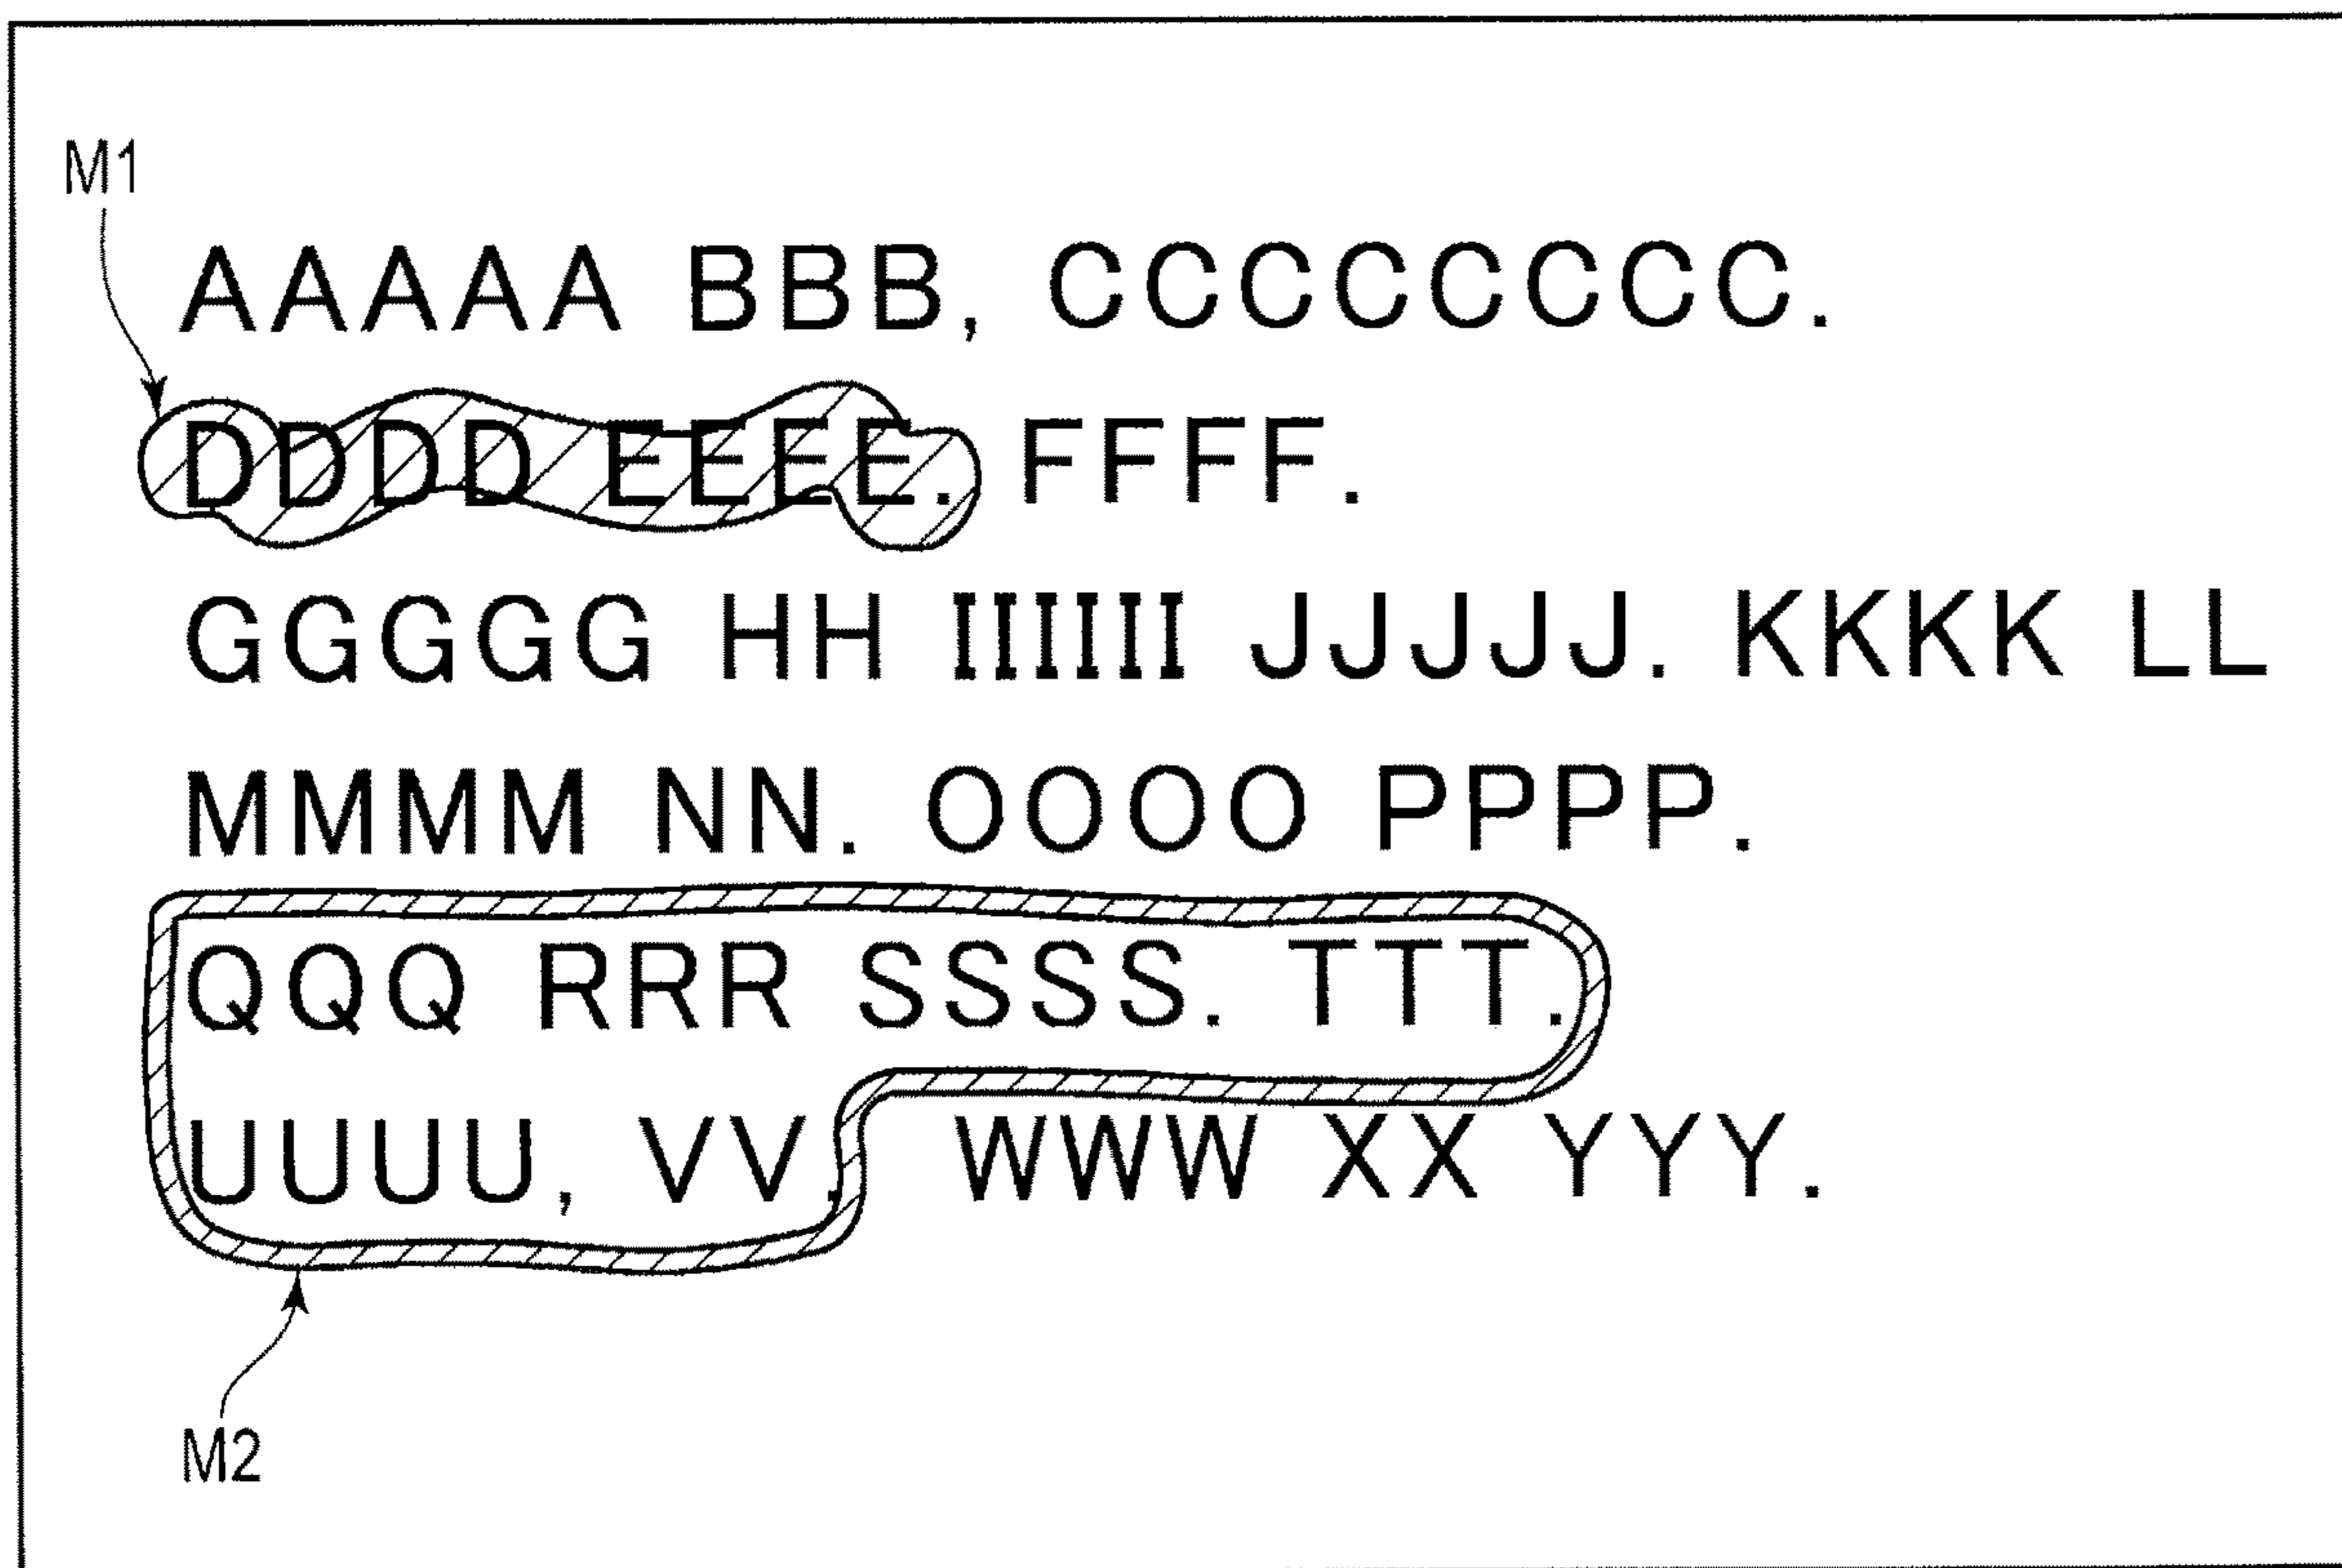 M1
AAAAA BBB, CCCCCCCC.
DDDD EEEE. FFFF.
GGGGG HH IIIIII JJJJJ. KKKK LL
MMMM NN. OOOO PPPP.
QQQ RRR SSSS. TTT.
UUUU, VV. WWW XX YYY.
M2